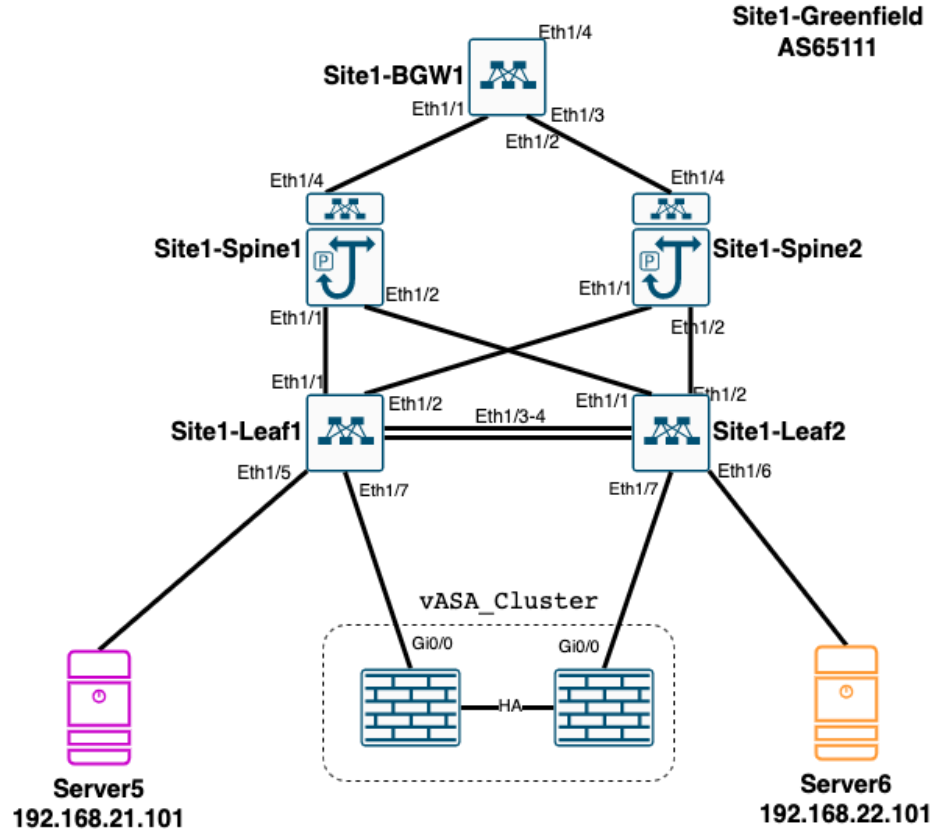 Site1-Greenfield
AS65111
Eth1/4
Site1-BGW1
Eth1/1
Eth1/3
Eth1/2
Eth1/4
Eth1/4
Site1-Spine1
Site1-Spine2
P
P
Eth1/2
Eth1/1
Eth1/1
Eth1/2
Eth1/1
Eth1/2
Eth1/2
Eth1/1
Eth1/3-4
Site1-Leaf1
Site1-Leaf2
Eth1/5
Eth1/6
Eth1/7
Eth1/7
vASA_Cluster
Gi0/0
Gi0/0
HA
Server5
192.168.21.101
Server6
192.168.22.101